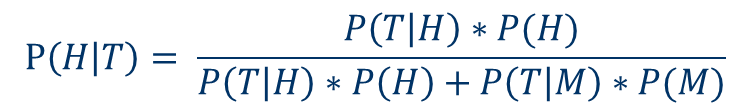 P(H|T) = P(T|H) * P(H) / P(T|H) * P(H) + P(T|M) * P(M)